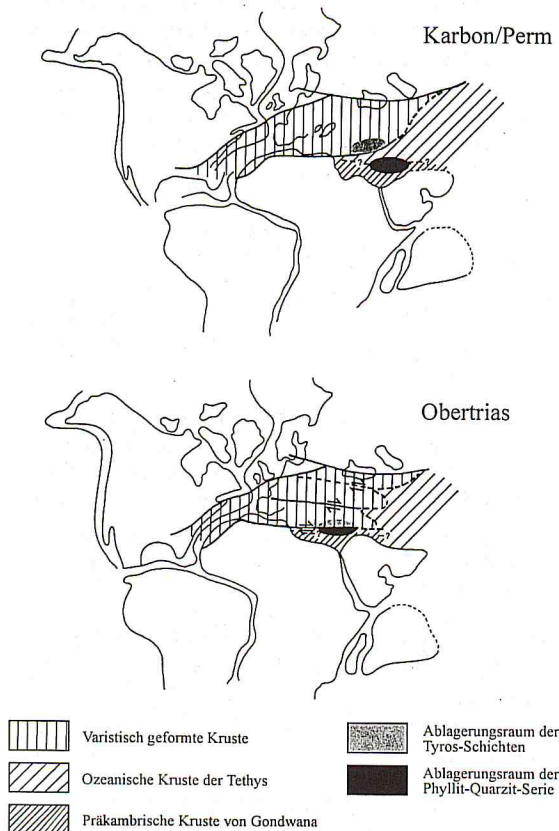 Karbon/Perm
?
?
Obertrias
?
?
Varistisch geformte Kruste
Ozeanische Kruste der Tethys
Präkambrische Kruste von Gondwana
Ablagerungsraum der
Tyros-Schichten
Ablagerungsraum der
Phyllit-Quarzit-Serie